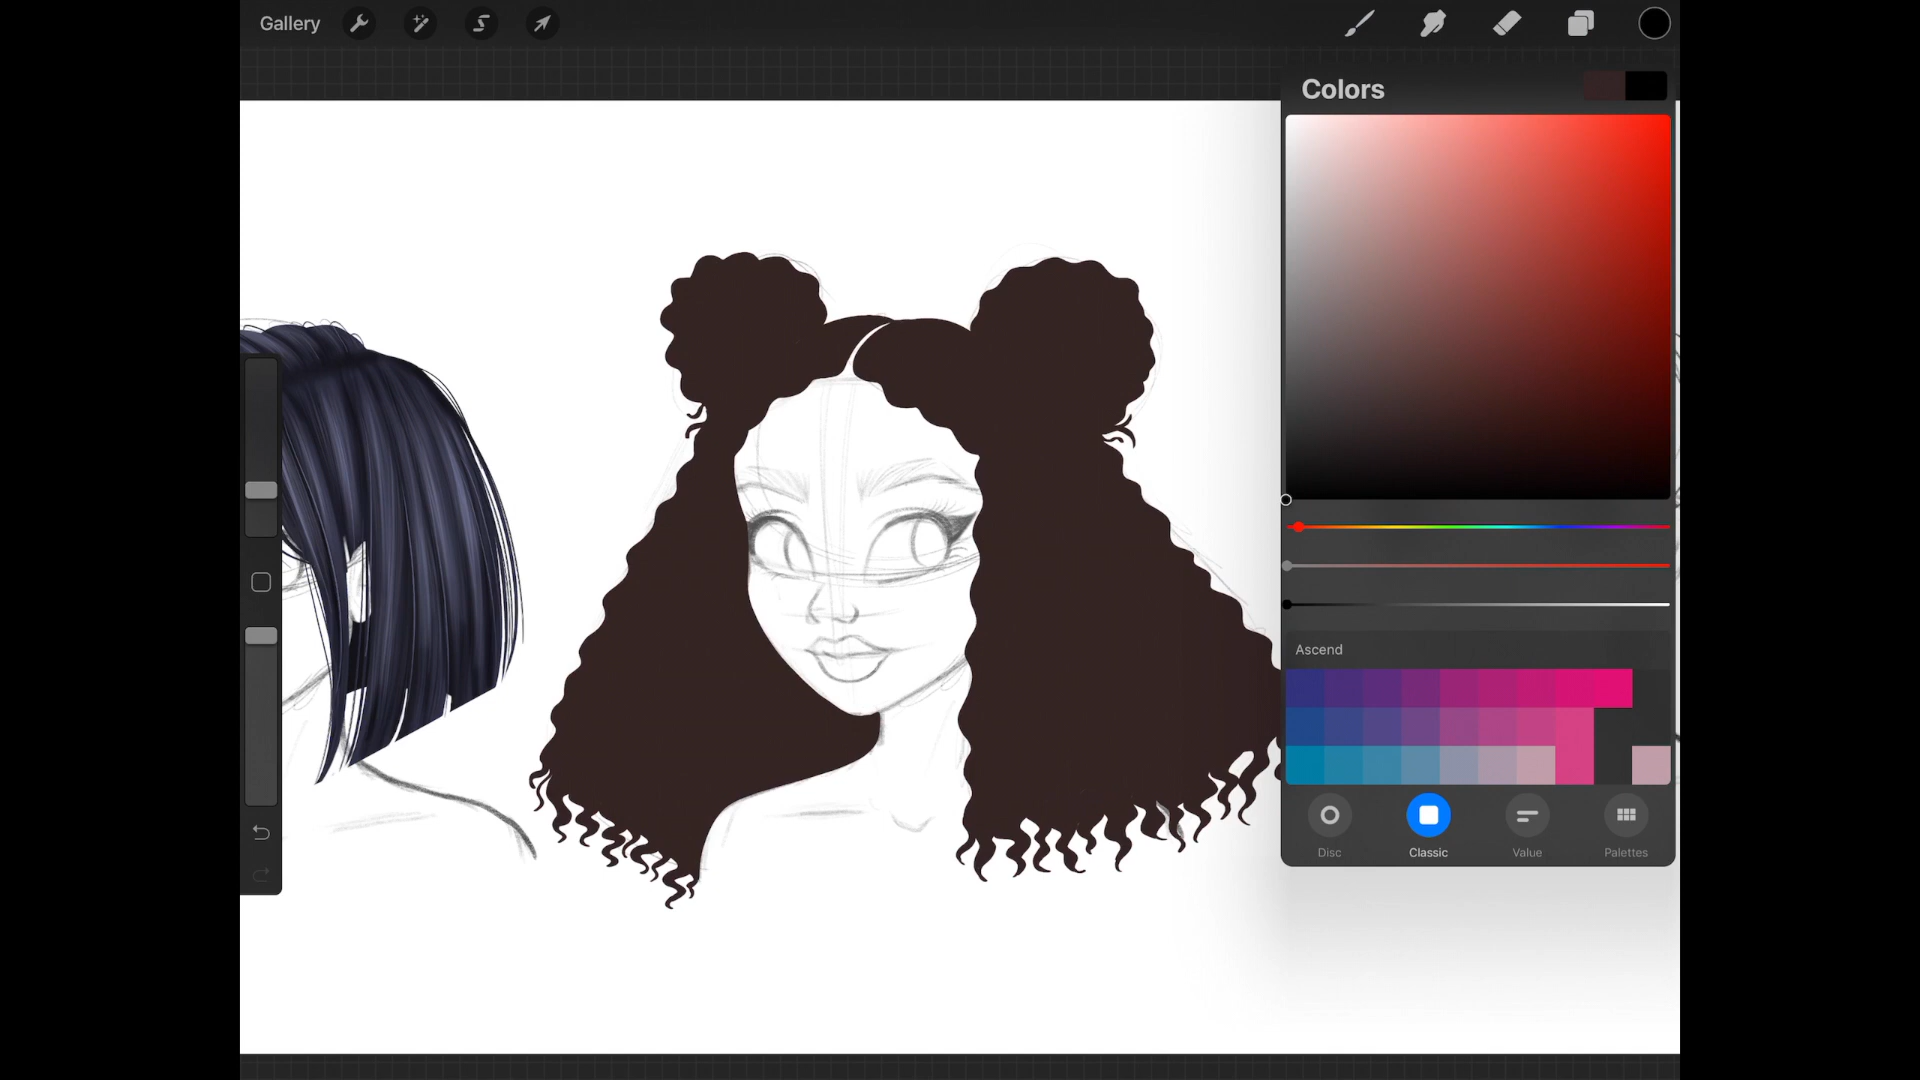 Gallery
Colors
Ascend
Disc
Classic
Value
Palettes